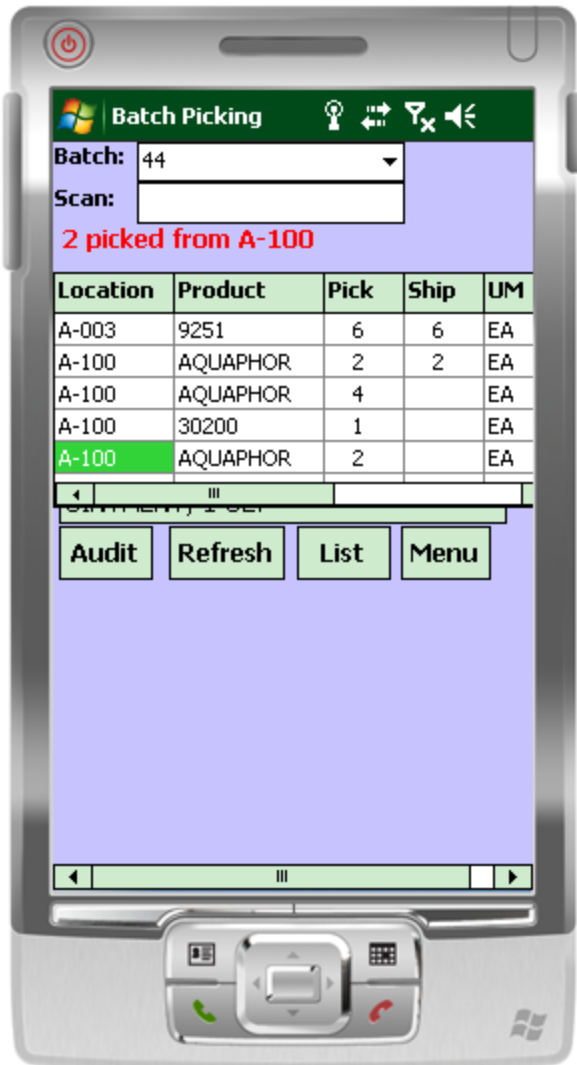 Batch Picking
Batch: 44
Scan:
2 picked from A-100
Location Product Pick Ship UM
A-003 9251 6 6 EA
A-100 AQUAPHOR 2 2 EA
A-100 AQUAPHOR 4 EA
A-100 30200 1 EA
A-100 AQUAPHOR 2 EA
Audit Refresh List Menu